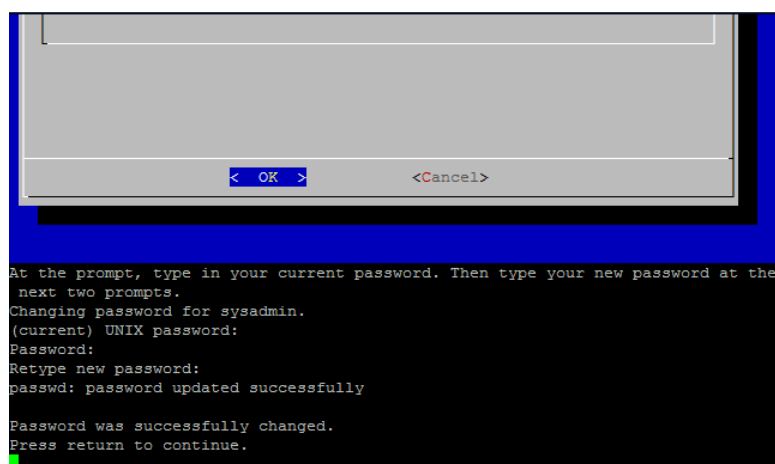 < OK > <Cancel>
At the prompt, type in your current password. Then type your new password at the
next two prompts.
Changing password for sysadmin.
(current) UNIX password:
Password:
Retype new password:
passwd: password updated successfully
Password was successfully changed.
Press return to continue.